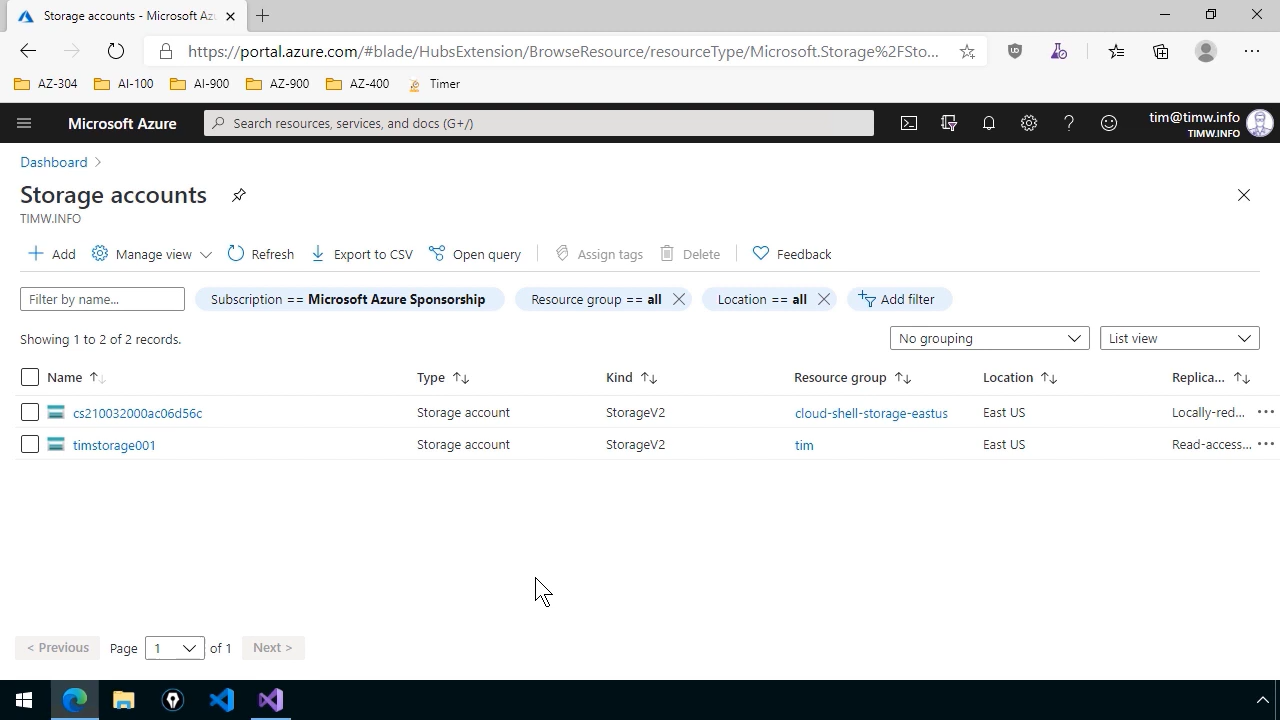 Storage accounts - Microsoft Az
https://portal.azure.com/#blade/HubsExtension/BrowseResource/resourceType/Microsoft.Storage%2FSto...
AZ-304 AI-100 AI-900 AZ-900 AZ-400 Timer
Microsoft Azure Search resources, services, and docs (G+/) tim@timw.info
TIMW.INFO
Dashboard
Storage accounts
TIMW.INFO
Add Manage view Refresh Export to CSV Open query Assign tags Delete Feedback
Filter by name... Subscription == Microsoft Azure Sponsorship Resource group == all Location == all Add filter
Showing 1 to 2 of 2 records. No grouping List view
Name Type Kind Resource group Location Replica...
cs210032000ac06d56c Storage account StorageV2 cloud-shell-storage-eastus East US Locally-red...
timstorage001 Storage account StorageV2 tim East US Read-access...
< Previous Page 1 of 1 Next >